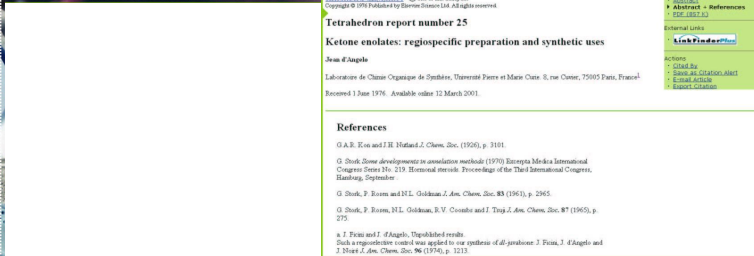 Copyright © 1976 Published by Elsevier Science Ltd. All rights reserved.
Tetrahedron report number 25
Ketone enolates: regiospecific preparation and synthetic uses
Jean d'Angelo
Laboratoire de Chimie Organique de Synthése, Université Pierre et Marie Curie. 8, rue Cuvier, 75005 Paris, France1
Received 1 June 1976. Available online 12 March 2001.
References
G.A.R. Kon and J.H. Nutland J. Chem. Soc. (1926), p. 3101.
G. Stork Some developments in annelation methods (1970) Excerpta Medica International
Congress Series No. 219. Hormonal steroids. Proceedings of the Third International Congress,
Hamburg, September .
G. Stork, P. Rosen and N.L. Goldman J. Am. Chem. Soc. 83 (1961), p. 2965.
G. Stork, P. Rosen, N.L. Goldman, R.V. Coombs and J. Tsuji J. Am. Chem. Soc. 87 (1965), p.
275.
a. J. Ficini and J. d'Angelo, Unpublished results.
Such a regioselective control was applied to our synthesis of dl-jurabione. J. Ficini, J. d'Angelo and
J. Noiré J. Am. Chem. Soc. 96 (1974), p. 1213.
Abstract
Abstract + References
PDF (857 K)
External Links
LinkFinderPlus
Actions
Cited By
Save as Citation Alert
E-mail Article
Export Citation